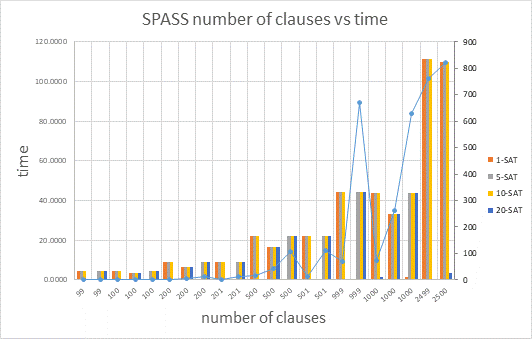 SPASS number of clauses vs time
120.0000
100.0000
80.0000
60.0000
40.0000
20.0000
0.0000
time
900
800
700
600
500
400
300
200
100
0
1-SAT
5-SAT
10-SAT
20-SAT
99 99 100 100 100 200 200 200 201 201 500 500 500 501 501 999 999 1000 1000 1000 2499 2500
number of clauses